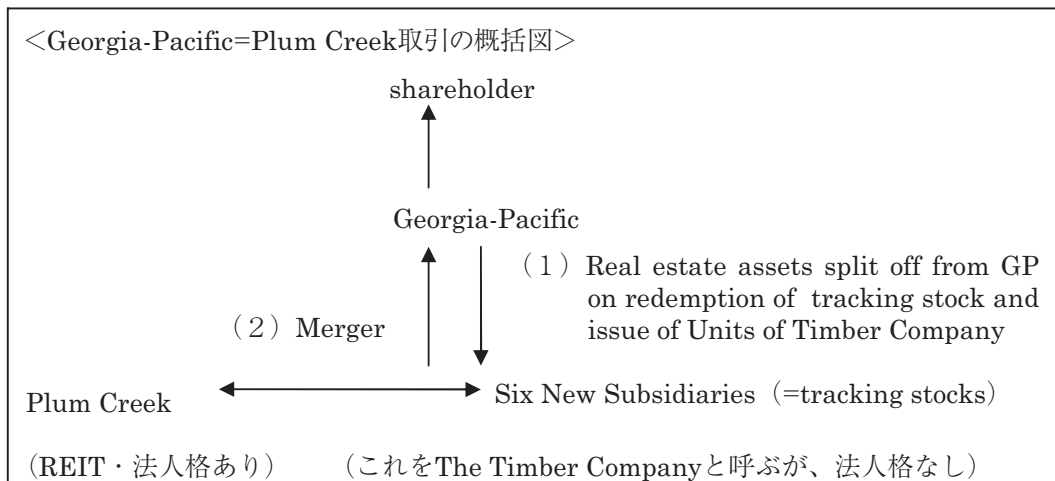 <Georgia-Pacific=Plum Creek取引の概括図>
shareholder
Georgia-Pacific
(1) Real estate assets split off from GP
on redemption of tracking stock and
issue of Units of Timber Company
(2) Merger
Plum Creek
Six New Subsidiaries (=tracking stocks)
(REIT・法人格あり) (これをThe Timber Companyと呼ぶが、法人格なし)